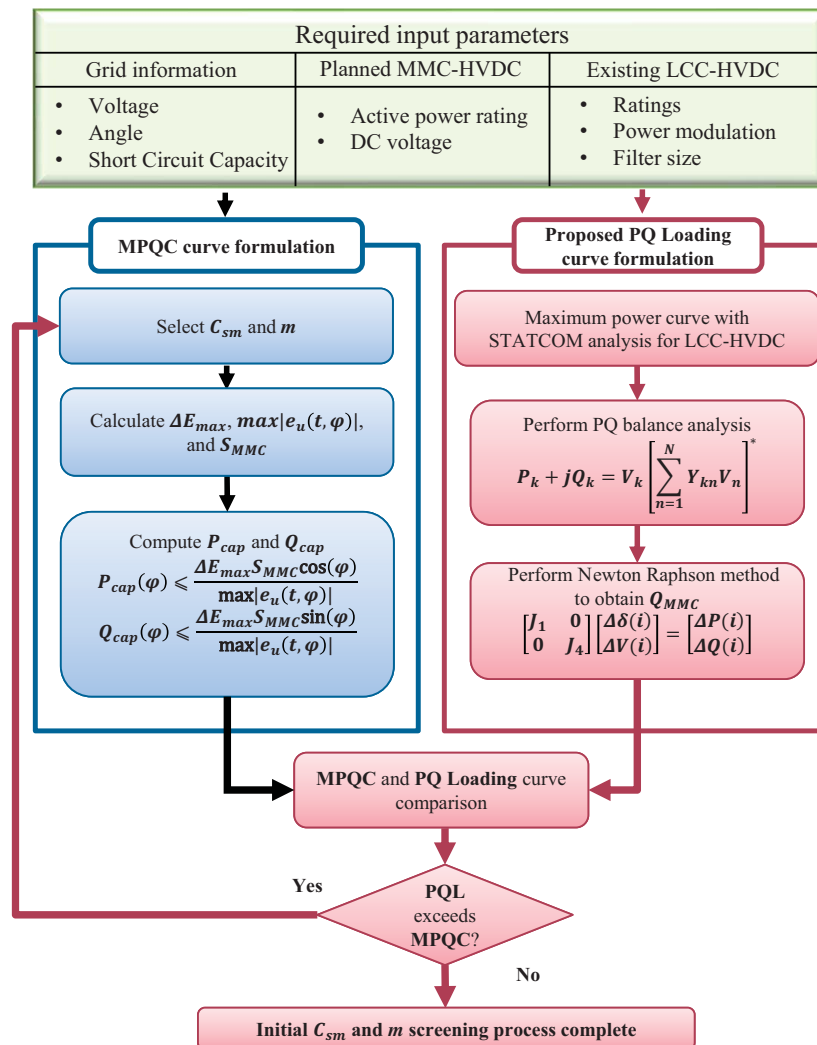 Required input parameters
Grid information
• Voltage
• Angle
• Short Circuit Capacity
Planned MMC-HVDC
• Active power rating
• DC voltage
Existing LCC-HVDC
• Ratings
• Power modulation
• Filter size
MPQC curve formulation
Select C_sm and m
Calculate ΔE_max, max|e_u(t, φ)|,
and S_MMC
Compute P_cap and Q_cap
P_cap(φ) ⩽ ΔE_max S_MMC cos(φ) / max|e_u(t, φ)|
Q_cap(φ) ⩽ ΔE_max S_MMC sin(φ) / max|e_u(t, φ)|
Proposed PQ Loading
curve formulation
Maximum power curve with
STATCOM analysis for LCC-HVDC
Perform PQ balance analysis
P_k + jQ_k = V_k [∑_{n=1}^{N} Y_kn V_n]^*
Perform Newton Raphson method
to obtain Q_MMC
[J_1 0; 0 J_4] [Δδ(i); ΔV(i)] = [ΔP(i); ΔQ(i)]
MPQC and PQ Loading curve
comparison
Yes
PQL
exceeds
MPQC?
No
Initial C_sm and m screening process complete